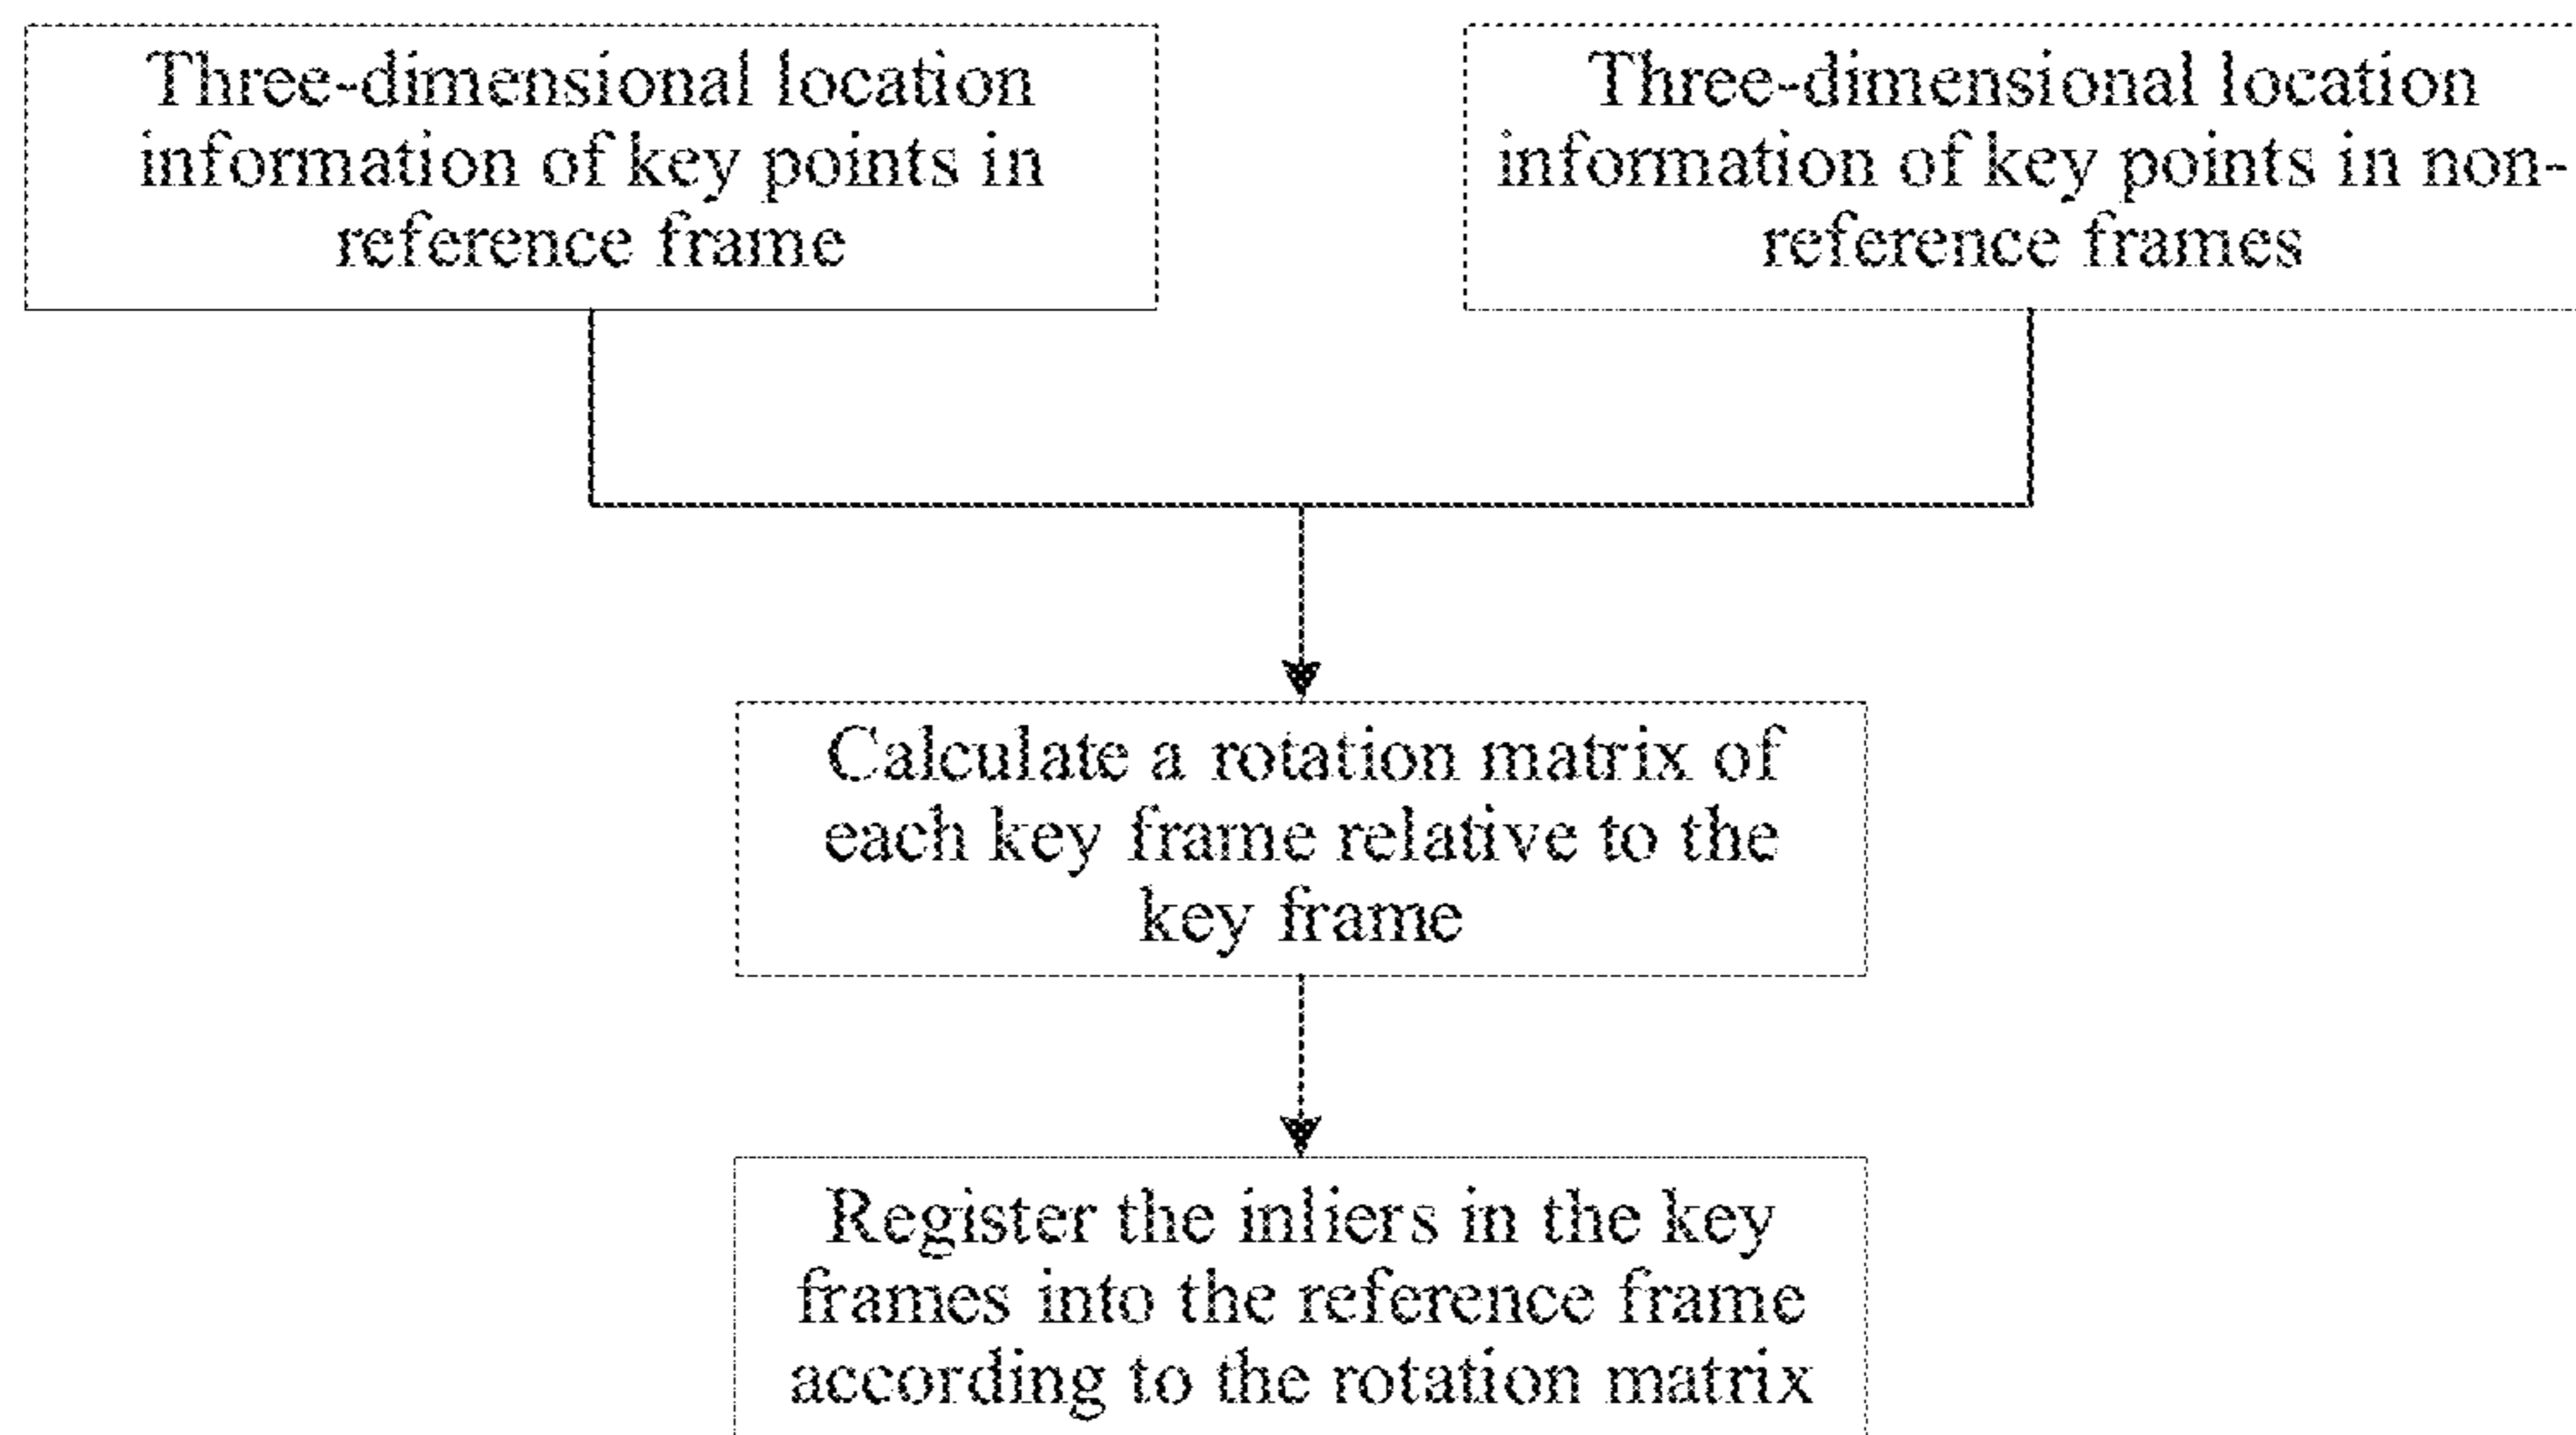 Three-dimensional location
information of key points in
reference frame
Three-dimensional location
information of key points in non-
reference frames
Calculate a rotation matrix of
each key frame relative to the
key frame
Register the inliers in the key
frames into the reference frame
according to the rotation matrix